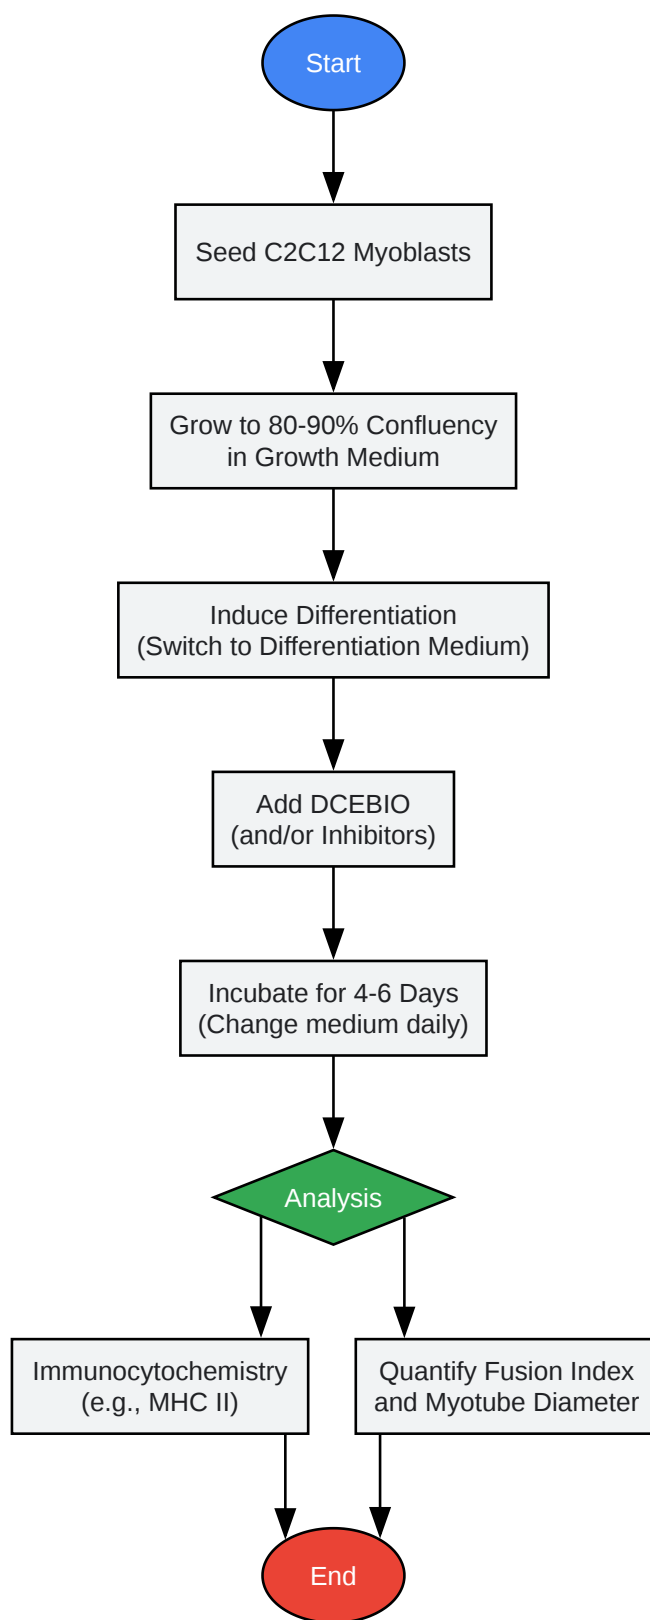 Start
Seed C2C12 Myoblasts
Grow to 80-90% Confluency
in Growth Medium
Induce Differentiation
(Switch to Differentiation Medium)
Add DCEBIO
(and/or Inhibitors)
Incubate for 4-6 Days
(Change medium daily)
Analysis
Immunocytochemistry
(e.g., MHC II)
Quantify Fusion Index
and Myotube Diameter
End